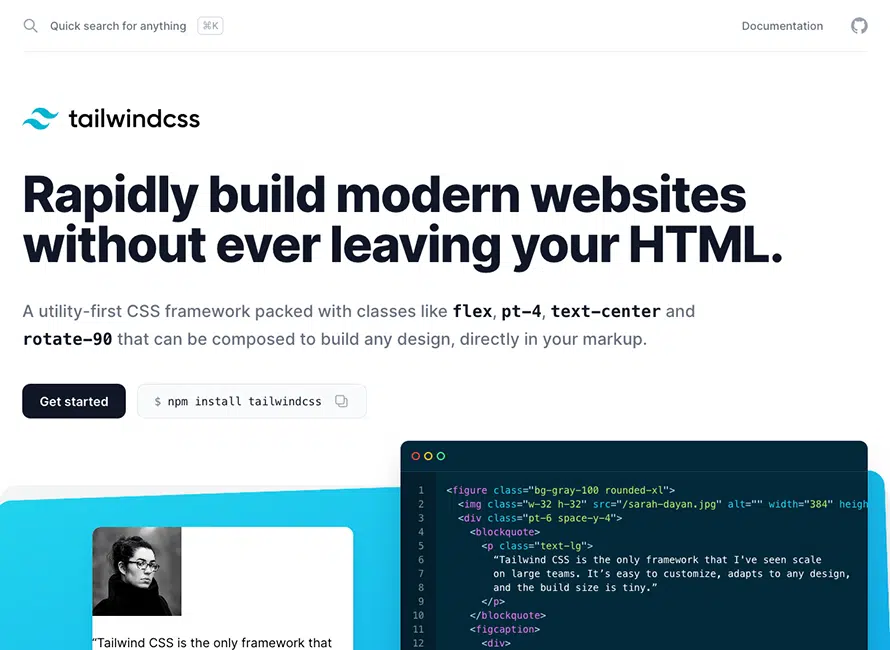 Quick search for anything ⌘K Documentation
tailwindcss
Rapidly build modern websites
without ever leaving your HTML.
A utility-first CSS framework packed with classes like flex, pt-4, text-center and
rotate-90 that can be composed to build any design, directly in your markup.
Get started
$ npm install tailwindcss
“Tailwind CSS is the only framework that
1 <figure class="bg-gray-100 rounded-xl">
2 <img class="w-32 h-32" src="/sarah-dayan.jpg" alt="" width="384" heigh
3 <div class="pt-6 space-y-4">
4 <blockquote>
5 <p class="text-lg">
6 “Tailwind CSS is the only framework that I've seen scale
7 on large teams. It’s easy to customize, adapts to any design,
8 and the build size is tiny.”
9 </p>
10 </blockquote>
11 <figcaption>
12 <div>